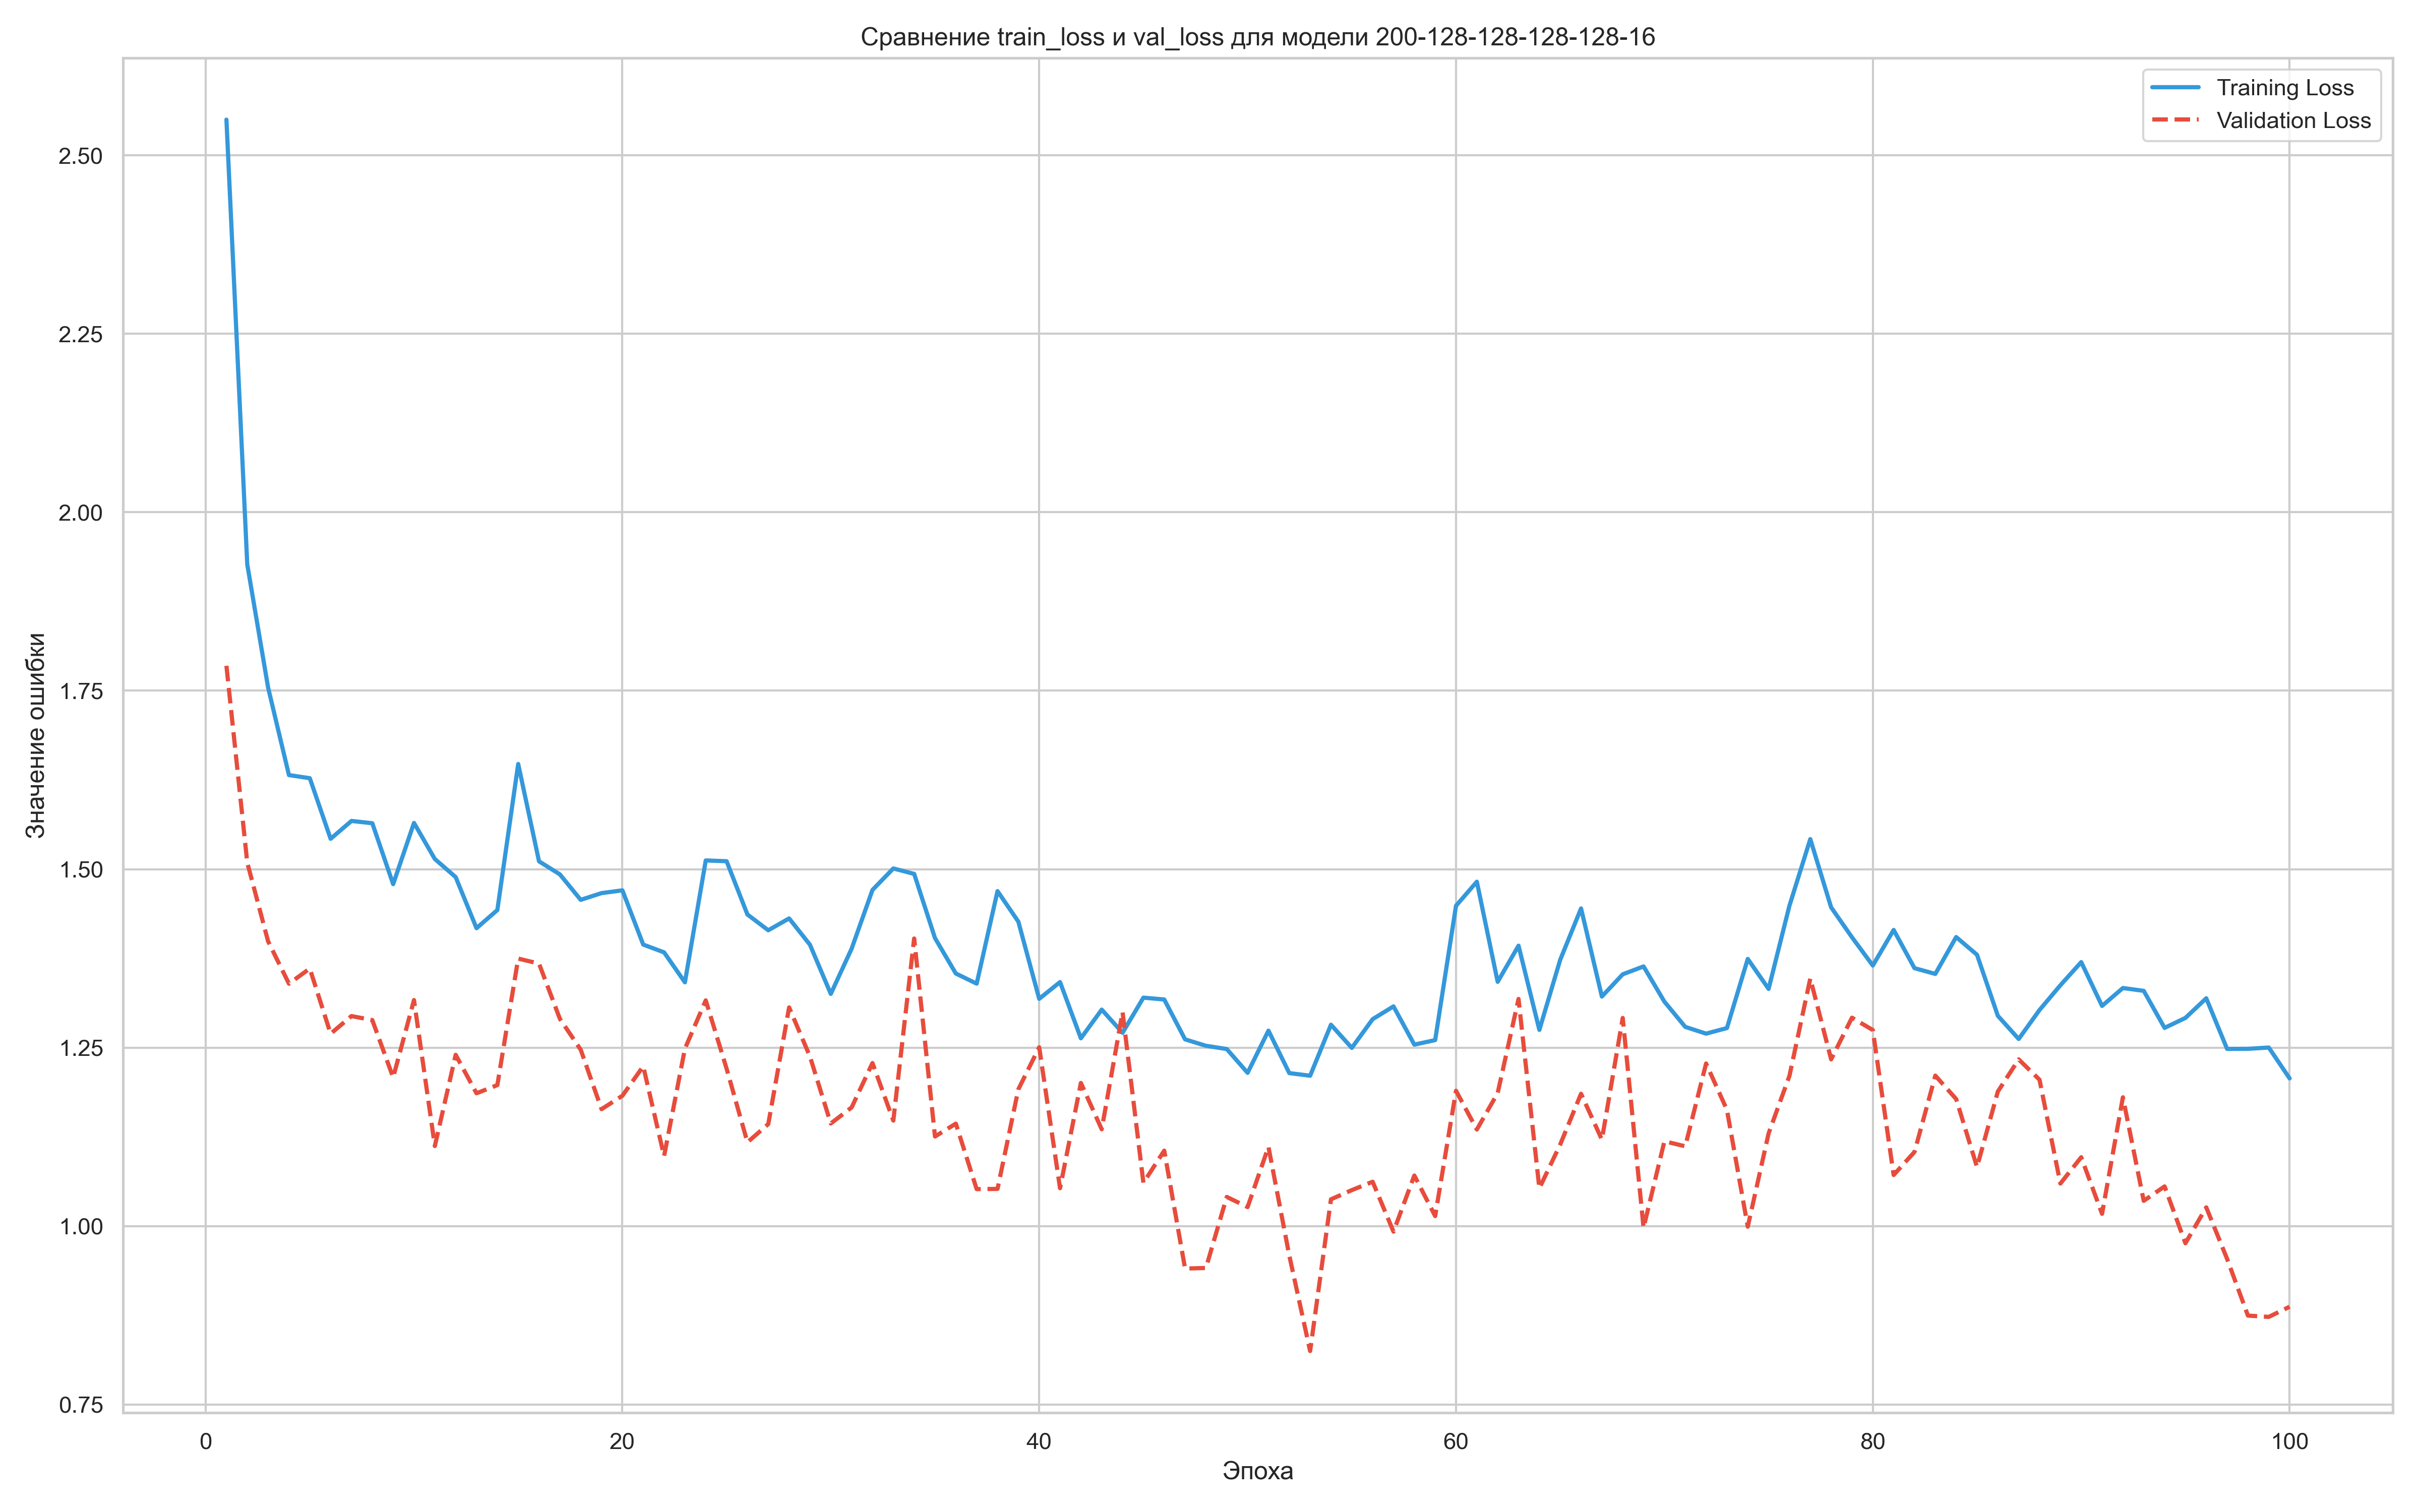 Сравнение train_loss и val_loss для модели 200-128-128-128-128-16
Training Loss
Validation Loss
2.50
2.25
2.00
1.75
1.50
1.25
1.00
0.75
Значение ошибки
0 20 40 60 80 100
Эпоха